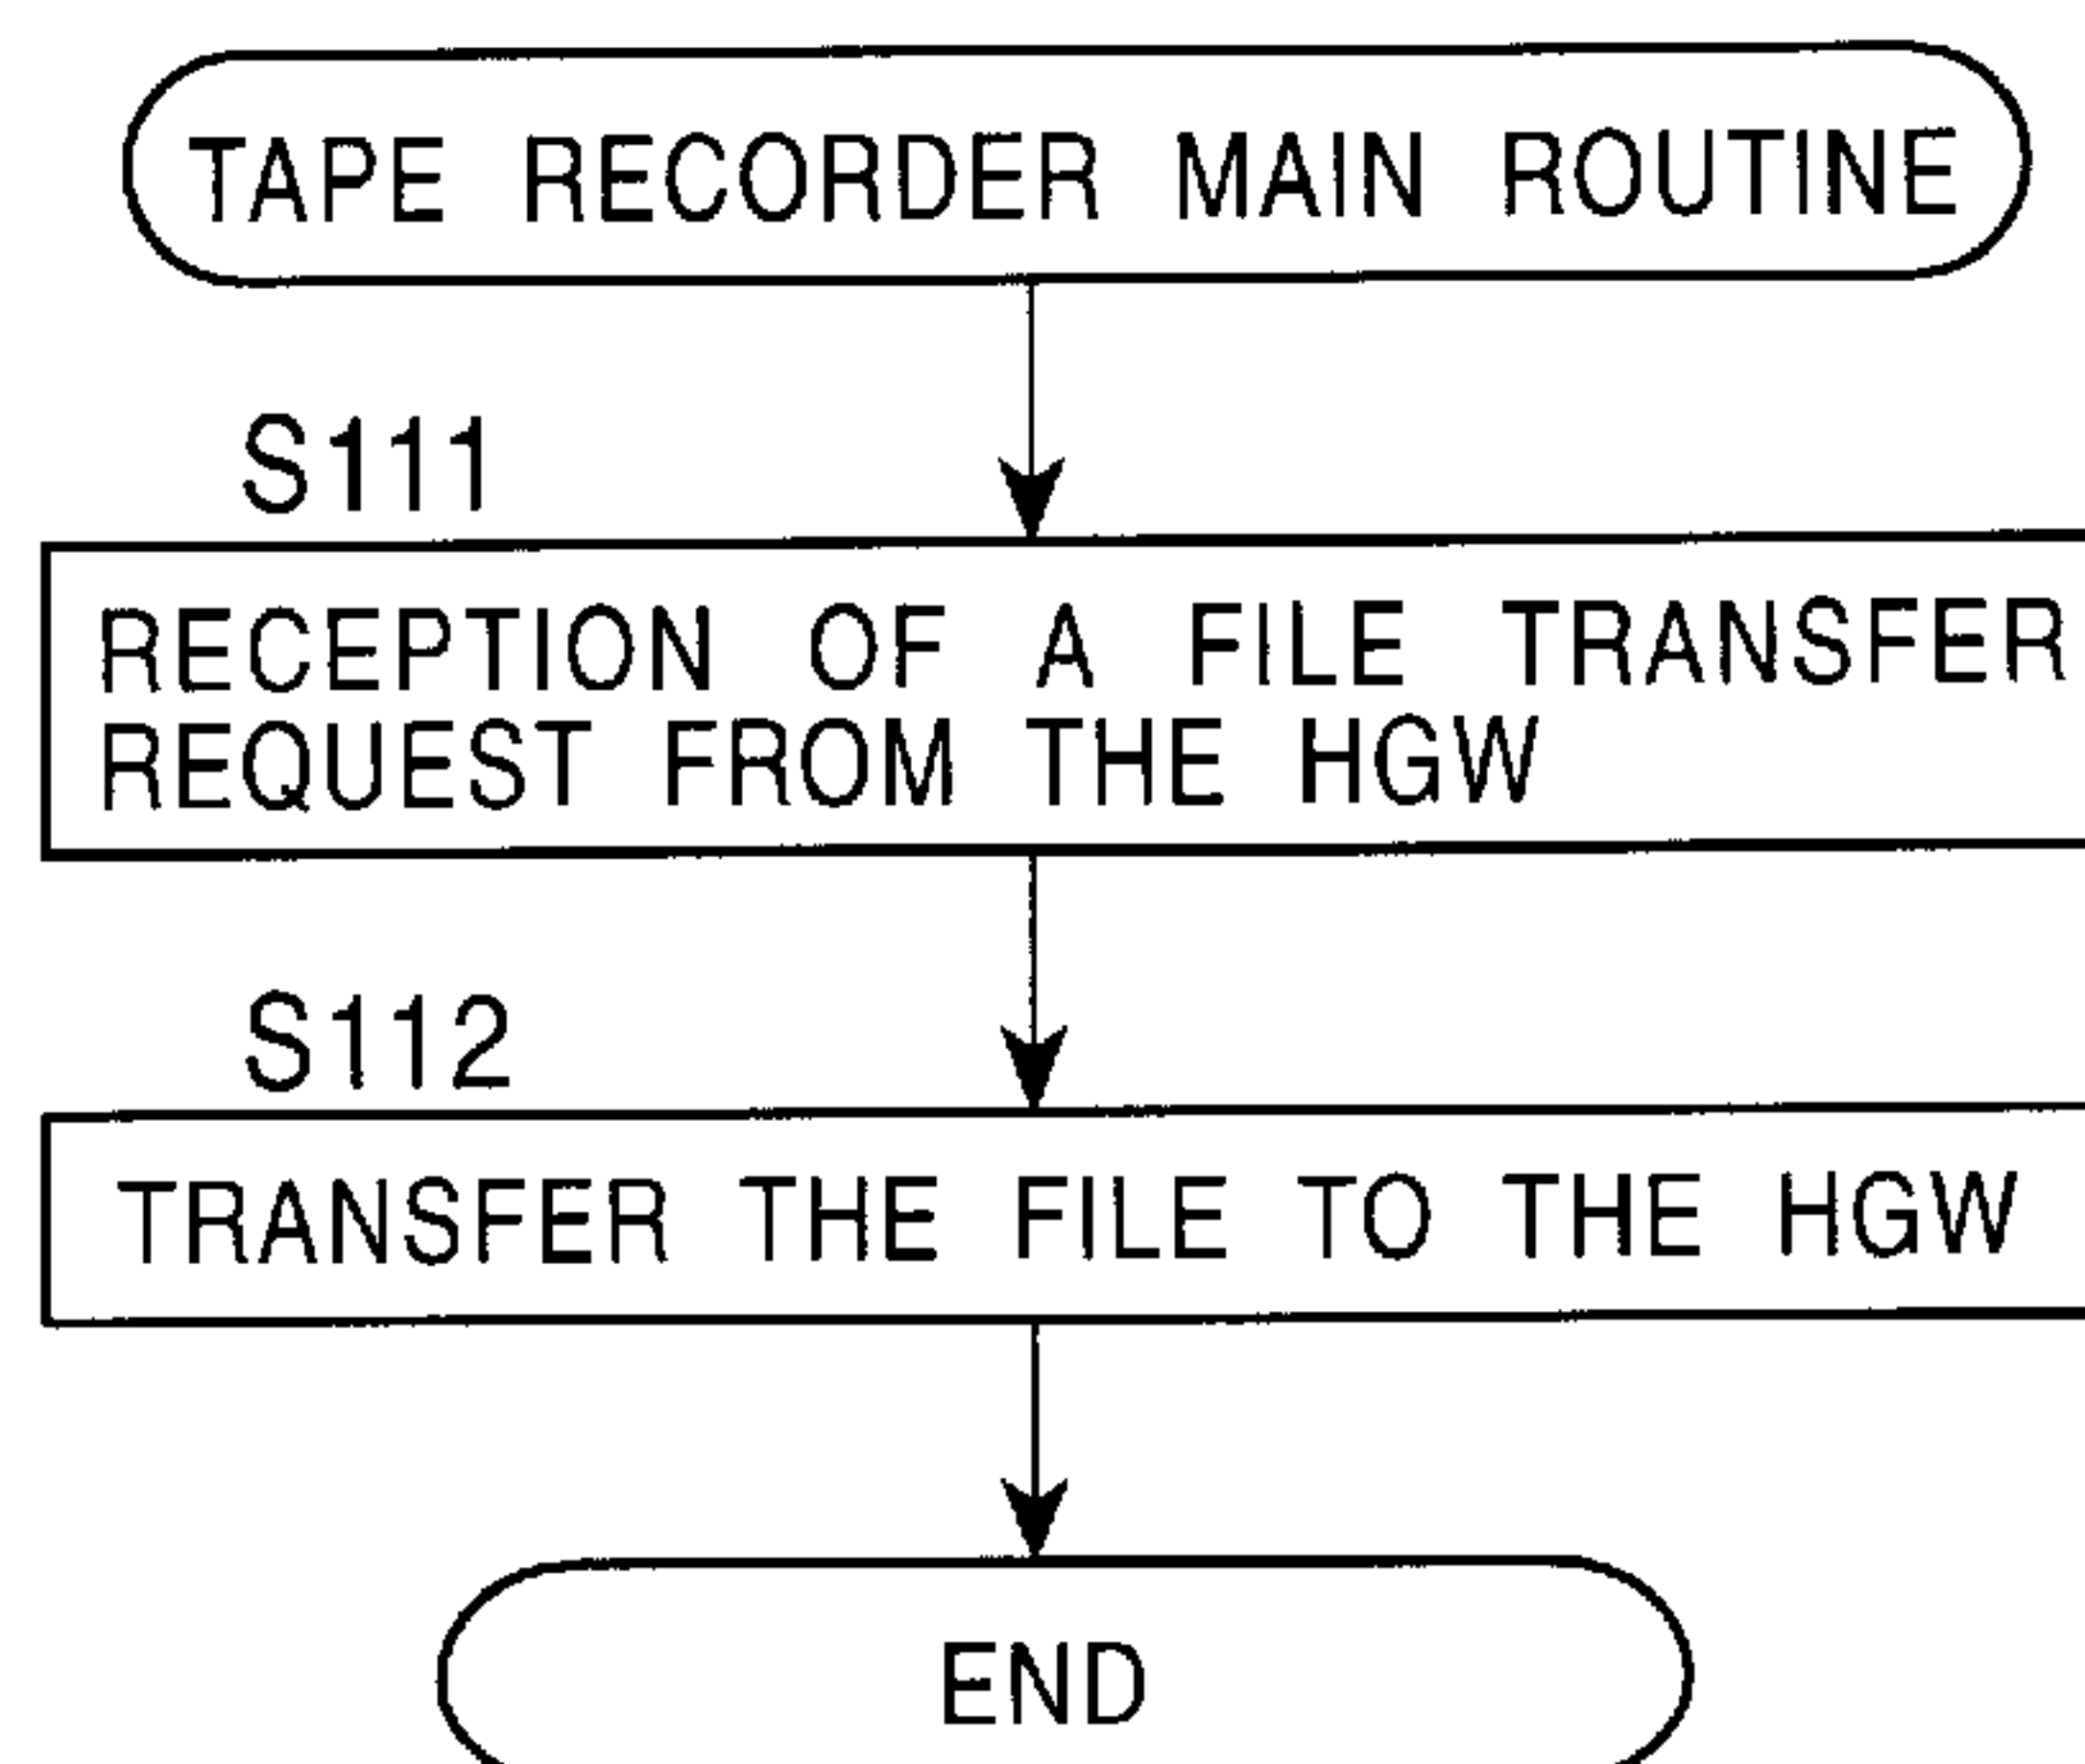 TAPE RECORDER MAIN ROUTINE
S111
RECEPTION OF A FILE TRANSFER
REQUEST FROM THE HGW
S112
TRANSFER THE FILE TO THE HGW
END